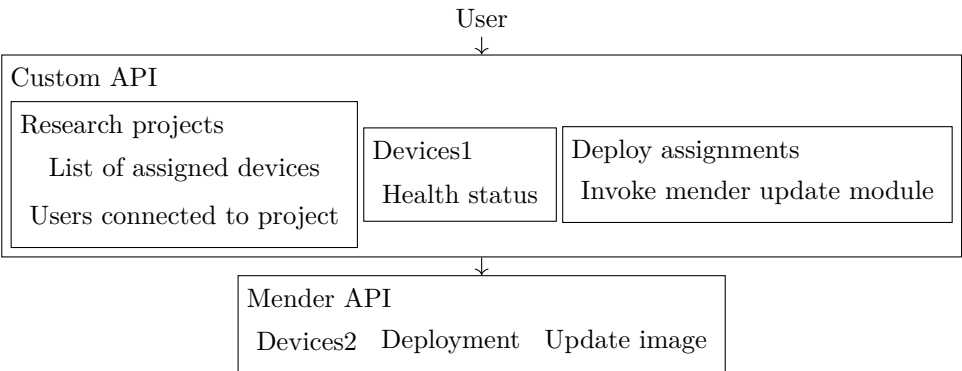 User
Custom API
Research projects
List of assigned devices
Users connected to project
Devices1
Health status
Deploy assignments
Invoke mender update module
Mender API
Devices2 Deployment Update image